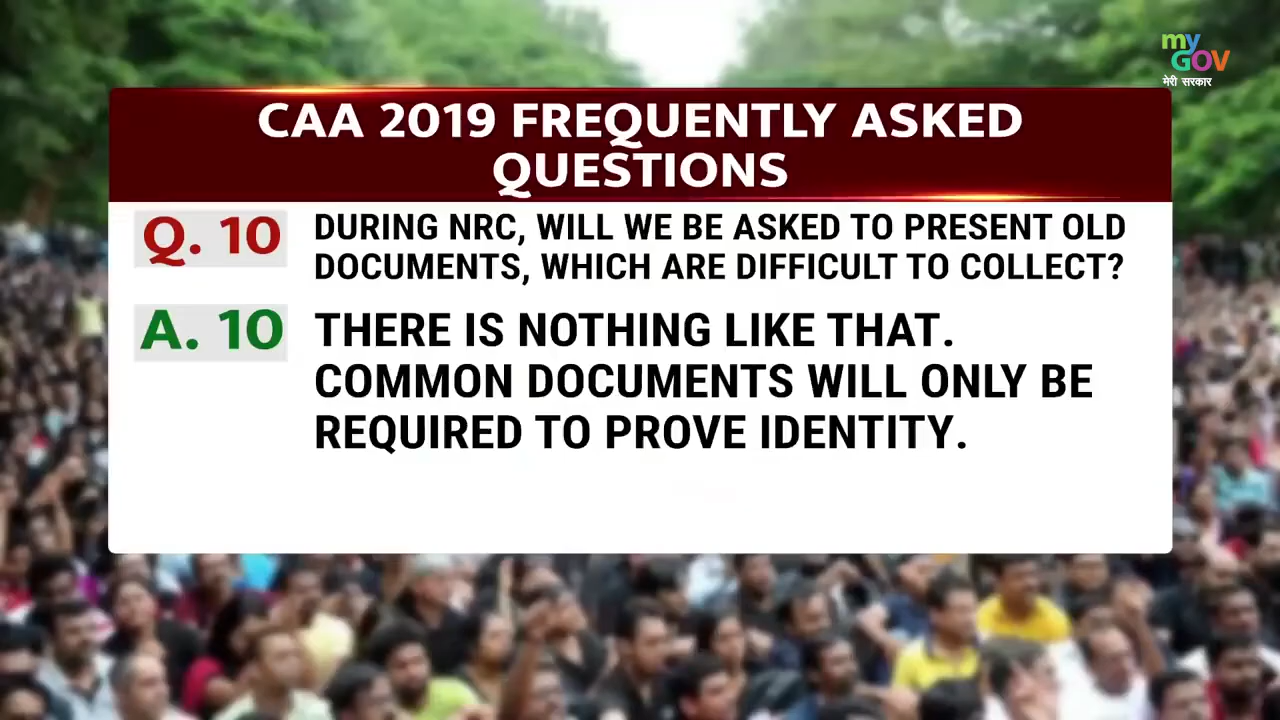 my
GOV
मेरी सरकार
CAA 2019 FREQUENTLY ASKED
QUESTIONS
Q. 10
DURING NRC, WILL WE BE ASKED TO PRESENT OLD
DOCUMENTS, WHICH ARE DIFFICULT TO COLLECT?
A. 10
THERE IS NOTHING LIKE THAT.
COMMON DOCUMENTS WILL ONLY BE
REQUIRED TO PROVE IDENTITY.